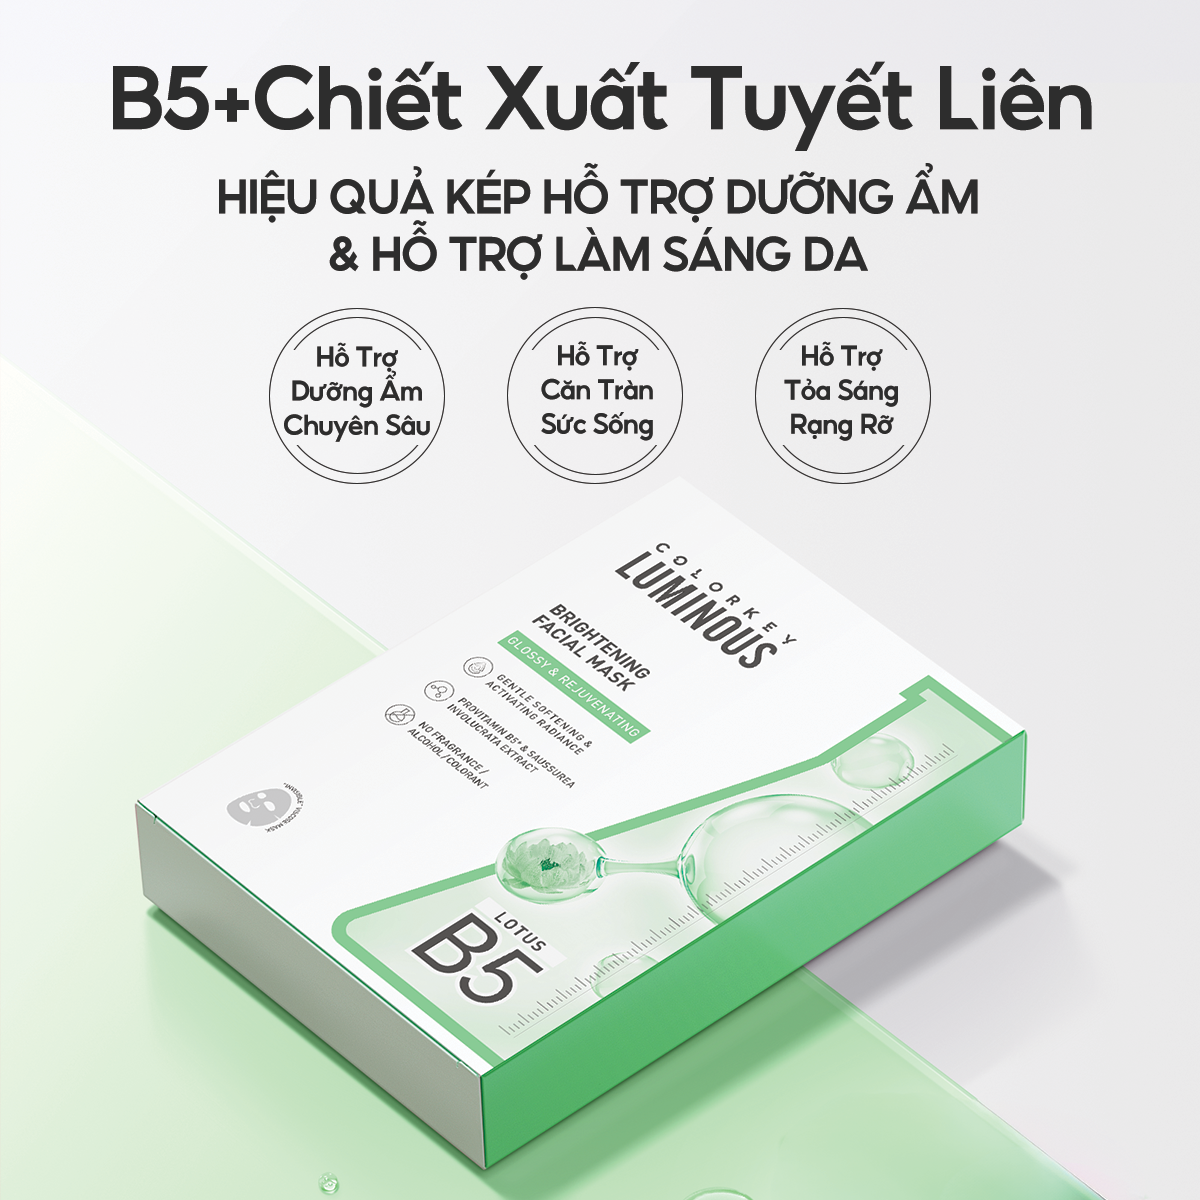 B5+Chiết Xuất Tuyết Liên
HIỆU QUẢ KÉP HỖ TRỢ DƯỠNG ẨM
& HỖ TRỢ LÀM SÁNG DA
Hỗ Trợ
Dưỡng Ẩm
Chuyên Sâu
Hỗ Trợ
Căn Tràn
Sức Sống
Hỗ Trợ
Tỏa Sáng
Rạng Rỡ
COLORKEY
LUMINOUS
BRIGHTENING
FACIAL MASK
GLOSSY & REJUVENATING
GENTLE SOFTENING &
ACTIVATING RADIANCE
PROVITAMIN B5* & SAUSSUREA
INVOLUCRATA EXTRACT
NO FRAGRANCE/
ALCOHOL/COLORANT
VISCOSE MASK
LOTUS
B5